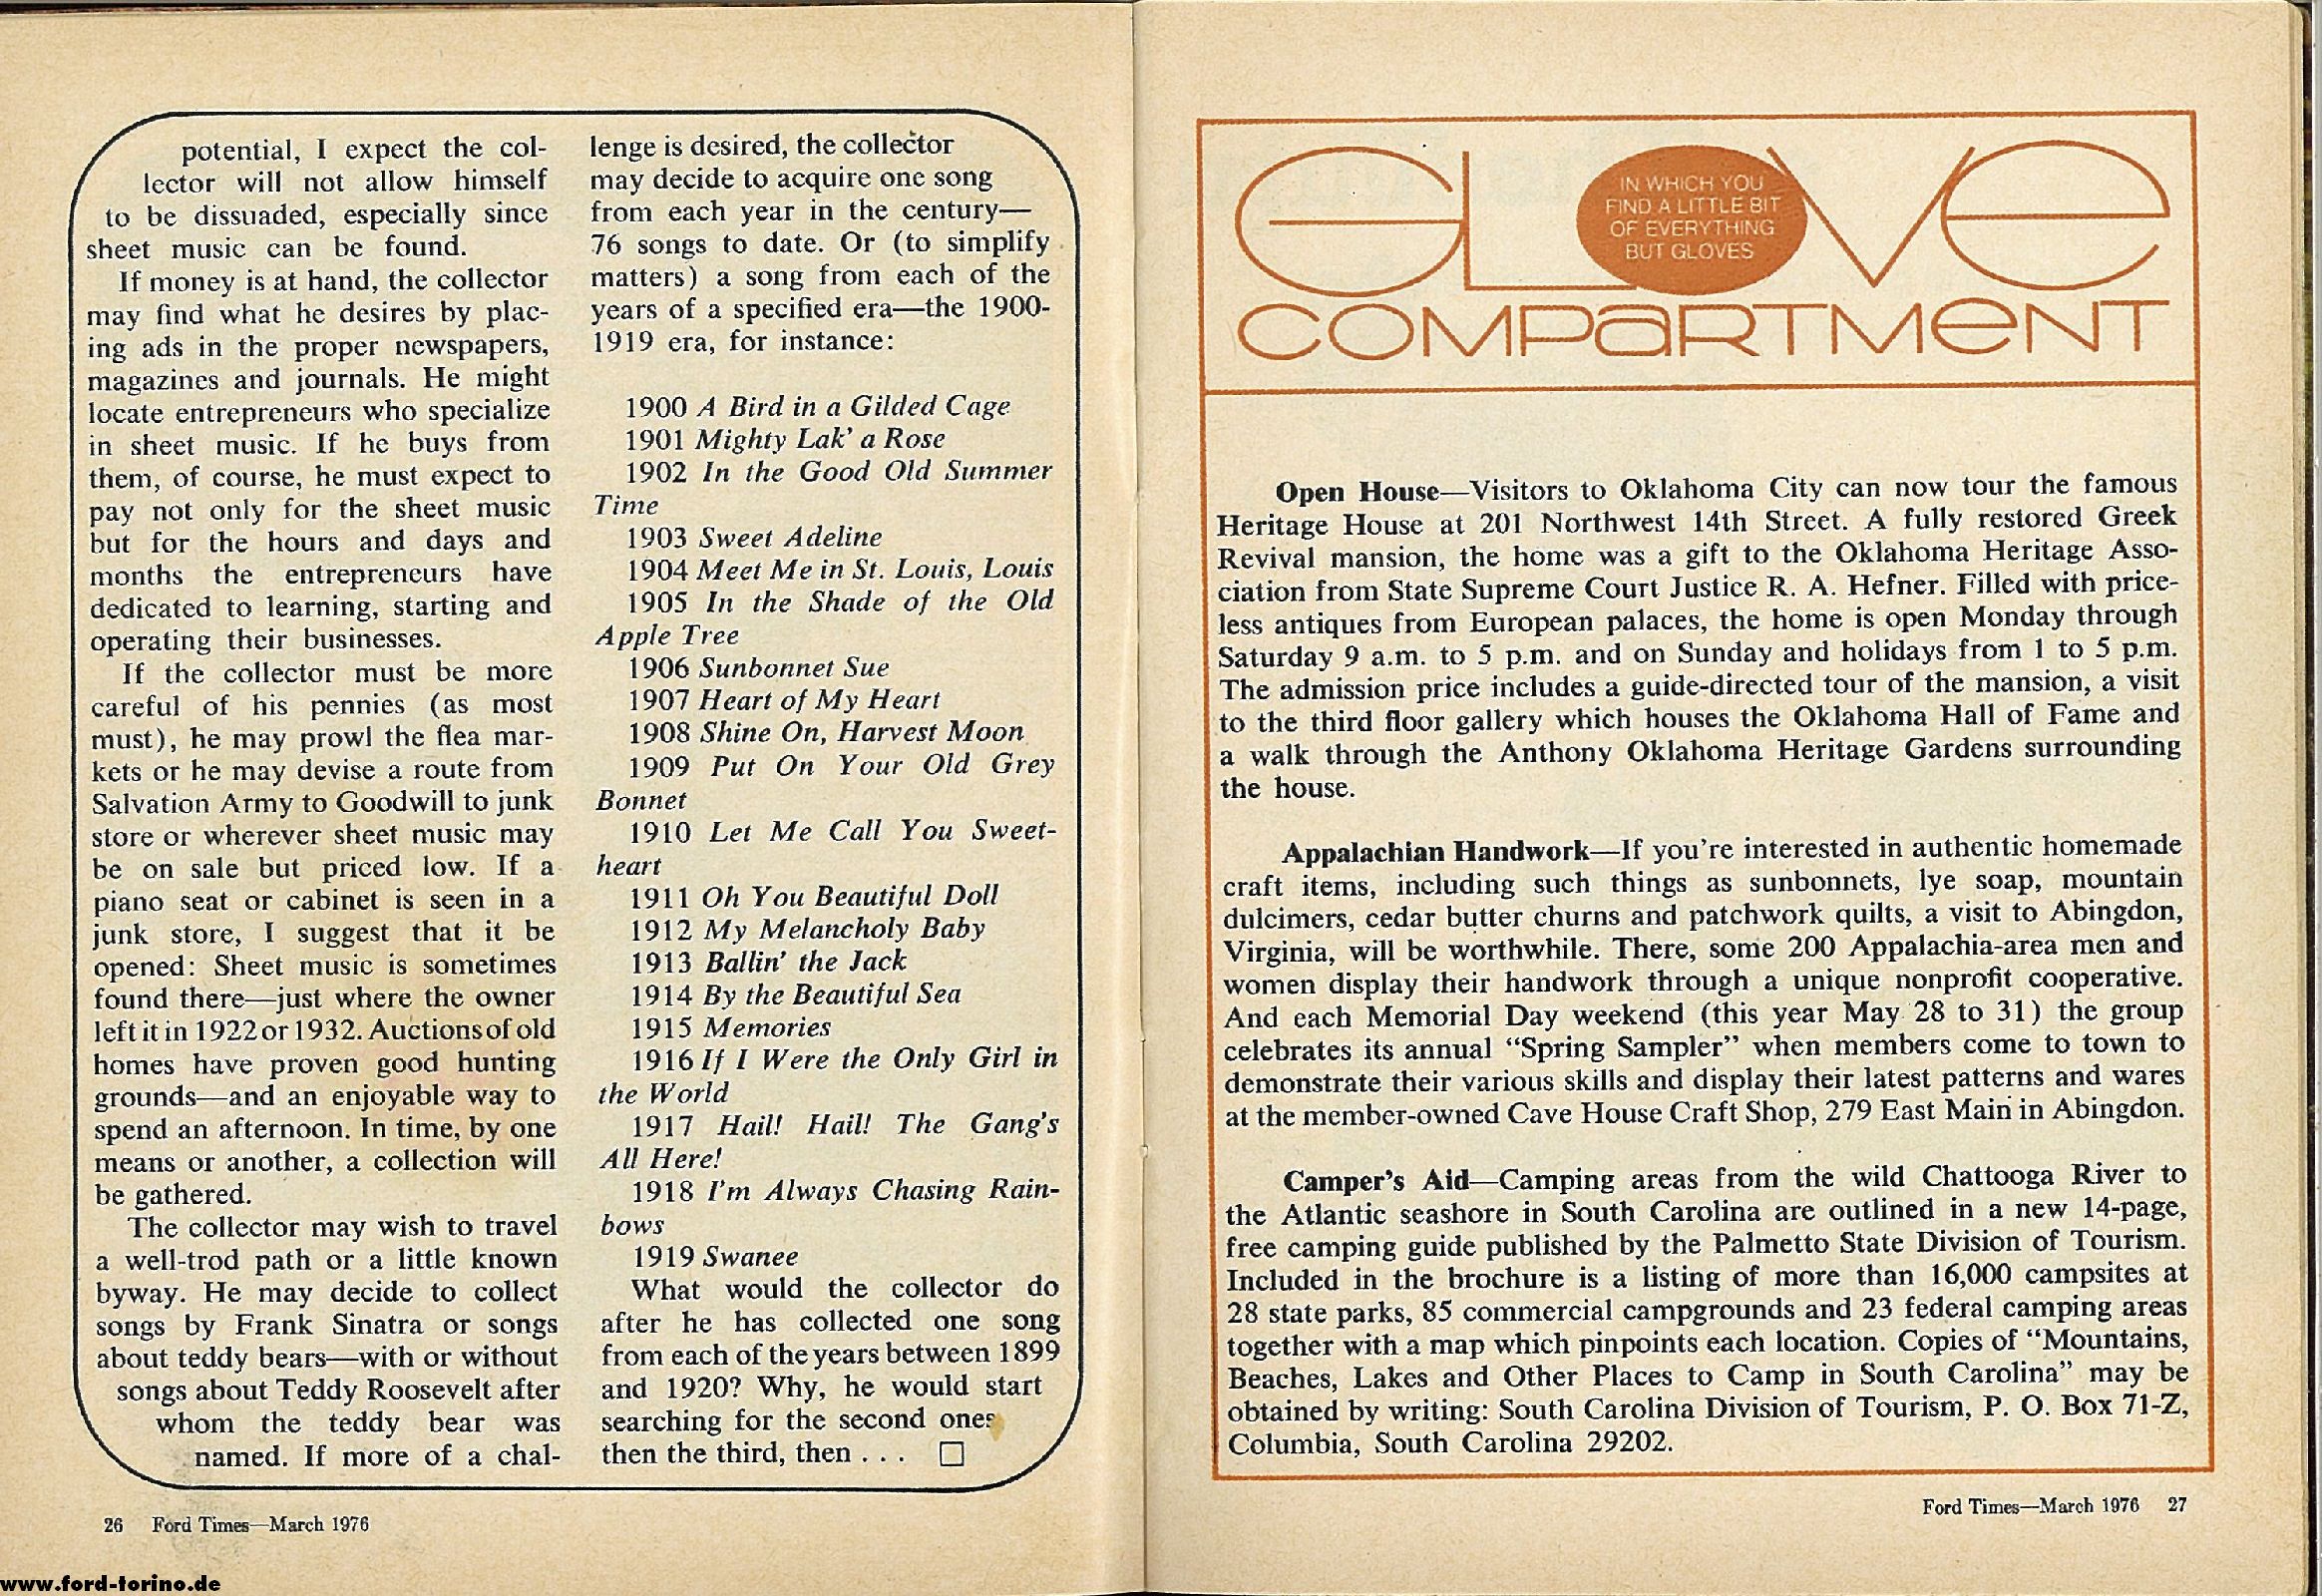 potential, I expect the col-
lector will not allow himself
to be dissuaded, especially since
sheet music can be found.
If money is at hand, the collector
may find what he desires by plac-
ing ads in the proper newspapers,
magazines and journals. He might
locate entrepreneurs who specialize
in sheet music. If he buys from
them, of course, he must expect to
pay not only for the sheet music
but for the hours and days and
months the entrepreneurs have
dedicated to learning, starting and
operating their businesses.
If the collector must be more
careful of his pennies (as most
must), he may prowl the flea mar-
kets or he may devise a route from
Salvation Army to Goodwill to junk
store or wherever sheet music may
be on sale but priced low. If a
piano seat or cabinet is seen in a
junk store, I suggest that it be
opened: Sheet music is sometimes
found there—just where the owner
left it in 1922 or 1932. Auctions of old
homes have proven good hunting
grounds—and an enjoyable way to
spend an afternoon. In time, by one
means or another, a collection will
be gathered.
The collector may wish to travel
a well-trod path or a little known
byway. He may decide to collect
songs by Frank Sinatra or songs
about teddy bears—with or without
songs about Teddy Roosevelt after
whom the teddy bear was
named. If more of a chal-
lenge is desired, the collector
may decide to acquire one song
from each year in the century—
76 songs to date. Or (to simplify
matters) a song from each of the
years of a specified era—the 1900-
1919 era, for instance:
1900 A Bird in a Gilded Cage
1901 Mighty Lak' a Rose
1902 In the Good Old Summer
Time
1903 Sweet Adeline
1904 Meet Me in St. Louis, Louis
1905 In the Shade of the Old
Apple Tree
1906 Sunbonnet Sue
1907 Heart of My Heart
1908 Shine On, Harvest Moon
1909 Put On Your Old Grey
Bonnet
1910 Let Me Call You Sweet-
heart
1911 Oh You Beautiful Doll
1912 My Melancholy Baby
1913 Ballin' the Jack
1914 By the Beautiful Sea
1915 Memories
1916 If I Were the Only Girl in
the World
1917 Hail! Hail! The Gang's
All Here!
1918 I'm Always Chasing Rain-
bows
1919 Swanee
What would the collector do
after he has collected one song
from each of the years between 1899
and 1920? Why, he would start
searching for the second ones
then the third, then . . . □
26 Ford Times—March 1976
GLOVE
IN WHICH YOU
FIND A LITTLE BIT
OF EVERYTHING
BUT GLOVES
COMPARTMENT
Open House—Visitors to Oklahoma City can now tour the famous
Heritage House at 201 Northwest 14th Street. A fully restored Greek
Revival mansion, the home was a gift to the Oklahoma Heritage Asso-
ciation from State Supreme Court Justice R. A. Hefner. Filled with price-
less antiques from European palaces, the home is open Monday through
Saturday 9 a.m. to 5 p.m. and on Sunday and holidays from 1 to 5 p.m.
The admission price includes a guide-directed tour of the mansion, a visit
to the third floor gallery which houses the Oklahoma Hall of Fame and
a walk through the Anthony Oklahoma Heritage Gardens surrounding
the house.
Appalachian Handwork—If you're interested in authentic homemade
craft items, including such things as sunbonnets, lye soap, mountain
dulcimers, cedar butter churns and patchwork quilts, a visit to Abingdon,
Virginia, will be worthwhile. There, some 200 Appalachia-area men and
women display their handwork through a unique nonprofit cooperative.
And each Memorial Day weekend (this year May 28 to 31) the group
celebrates its annual “Spring Sampler” when members come to town to
demonstrate their various skills and display their latest patterns and wares
at the member-owned Cave House Craft Shop, 279 East Main in Abingdon.
Camper's Aid—Camping areas from the wild Chattooga River to
the Atlantic seashore in South Carolina are outlined in a new 14-page,
free camping guide published by the Palmetto State Division of Tourism.
Included in the brochure is a listing of more than 16,000 campsites at
28 state parks, 85 commercial campgrounds and 23 federal camping areas
together with a map which pinpoints each location. Copies of “Mountains,
Beaches, Lakes and Other Places to Camp in South Carolina” may be
obtained by writing: South Carolina Division of Tourism, P. O. Box 71-Z,
Columbia, South Carolina 29202.
Ford Times—March 1976 27
www.ford-torino.de